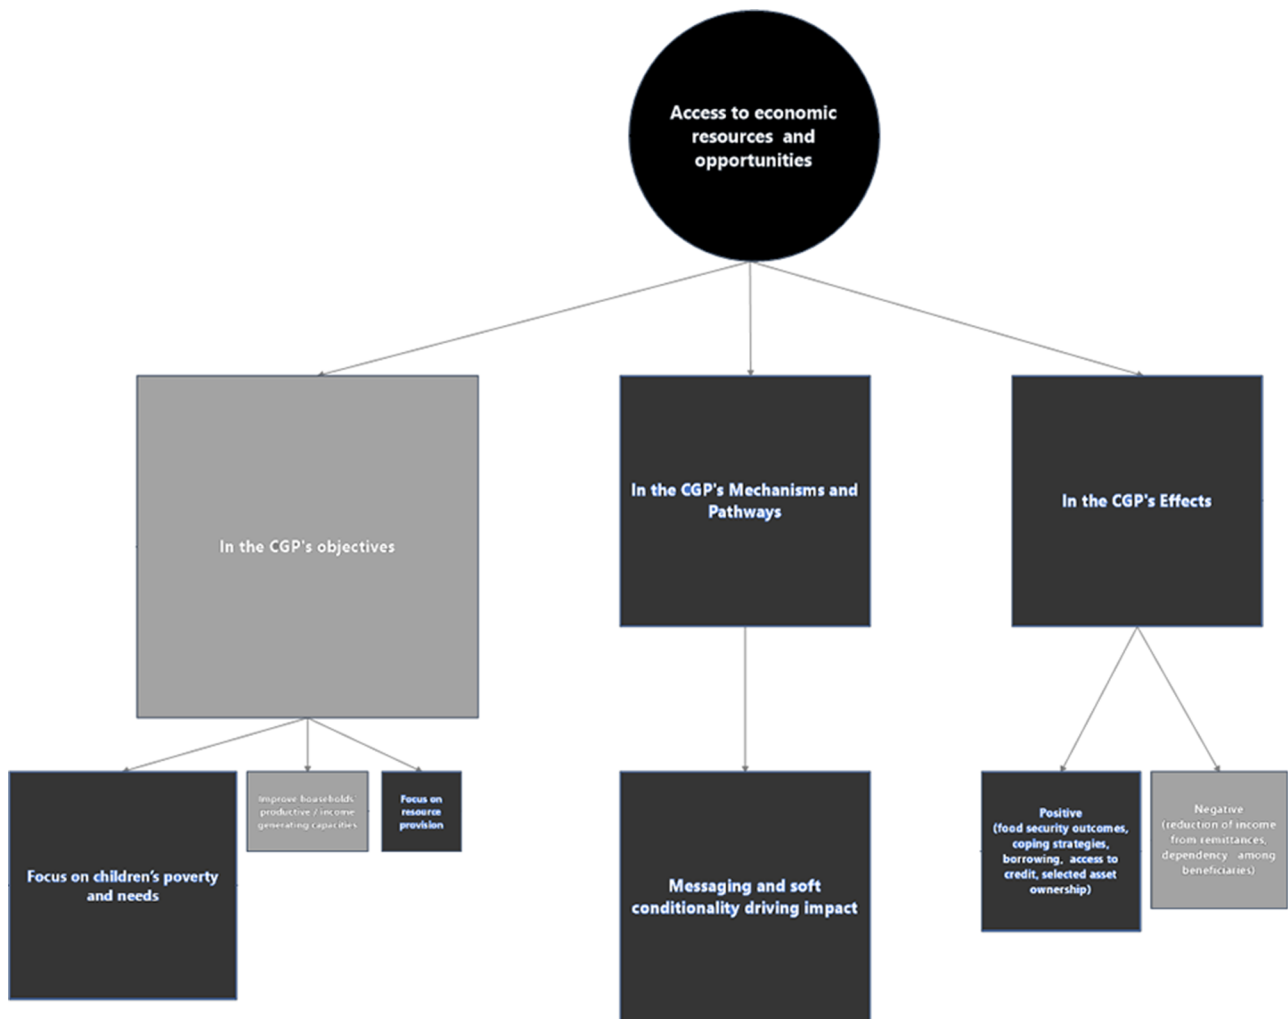 Access to economic
resources and
opportunities
In the CGP's objectives
In the CGP's Mechanisms and
Pathways
In the CGP's Effects
Focus on children's poverty
and needs
Improve households'
productive / income
generating capacities
Focus on
resource
provision
Messaging and soft
conditionality driving impact
Positive
(food security outcomes,
coping strategies,
borrowing, access to
credit, selected asset
ownership)
Negative
(reduction of income
from remittances,
dependency among
beneficiaries)